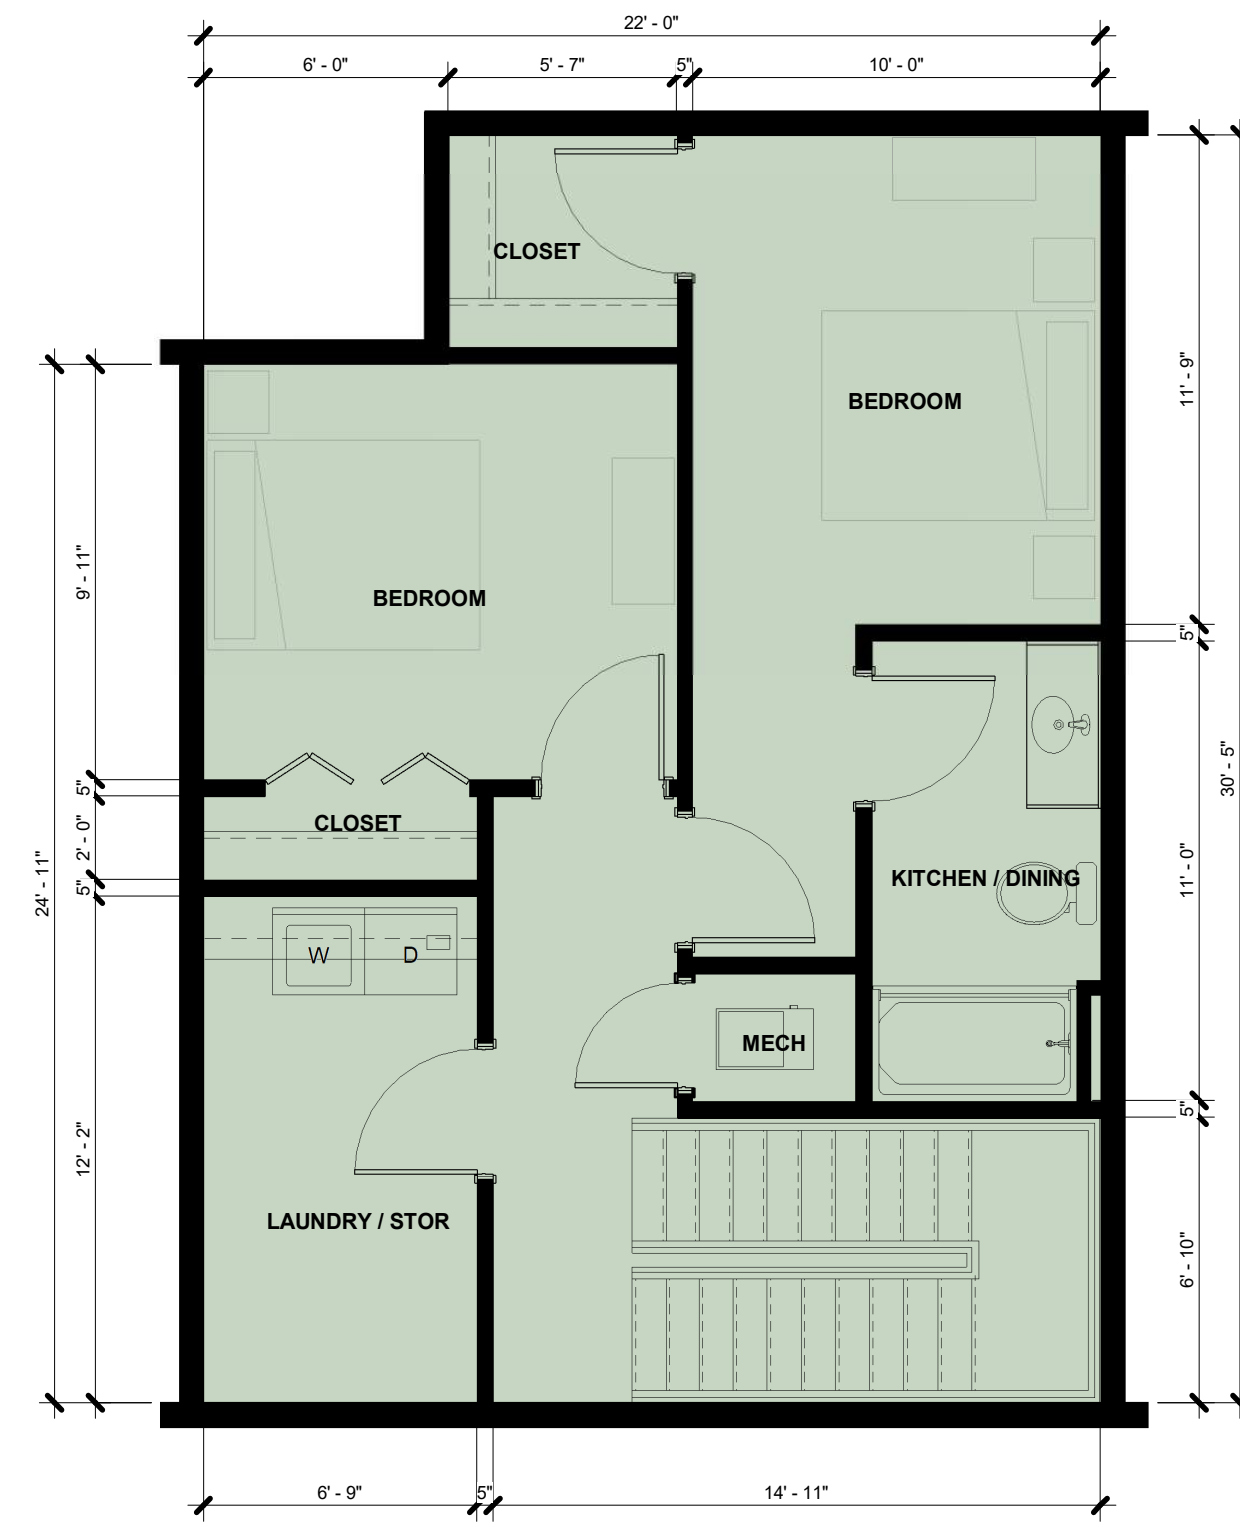 22' - 0"
6' - 0"
5' - 7"
5"
10' - 0"
CLOSET
BEDROOM
11' - 9"
9' - 11"
BEDROOM
5"
30' - 5"
5"
CLOSET
2' - 0"
24' - 11"
5"
KITCHEN / DINING
11' - 0"
W
D
MECH
5"
12' - 2"
LAUNDRY / STOR
6' - 10"
6' - 9"
5"
14' - 11"